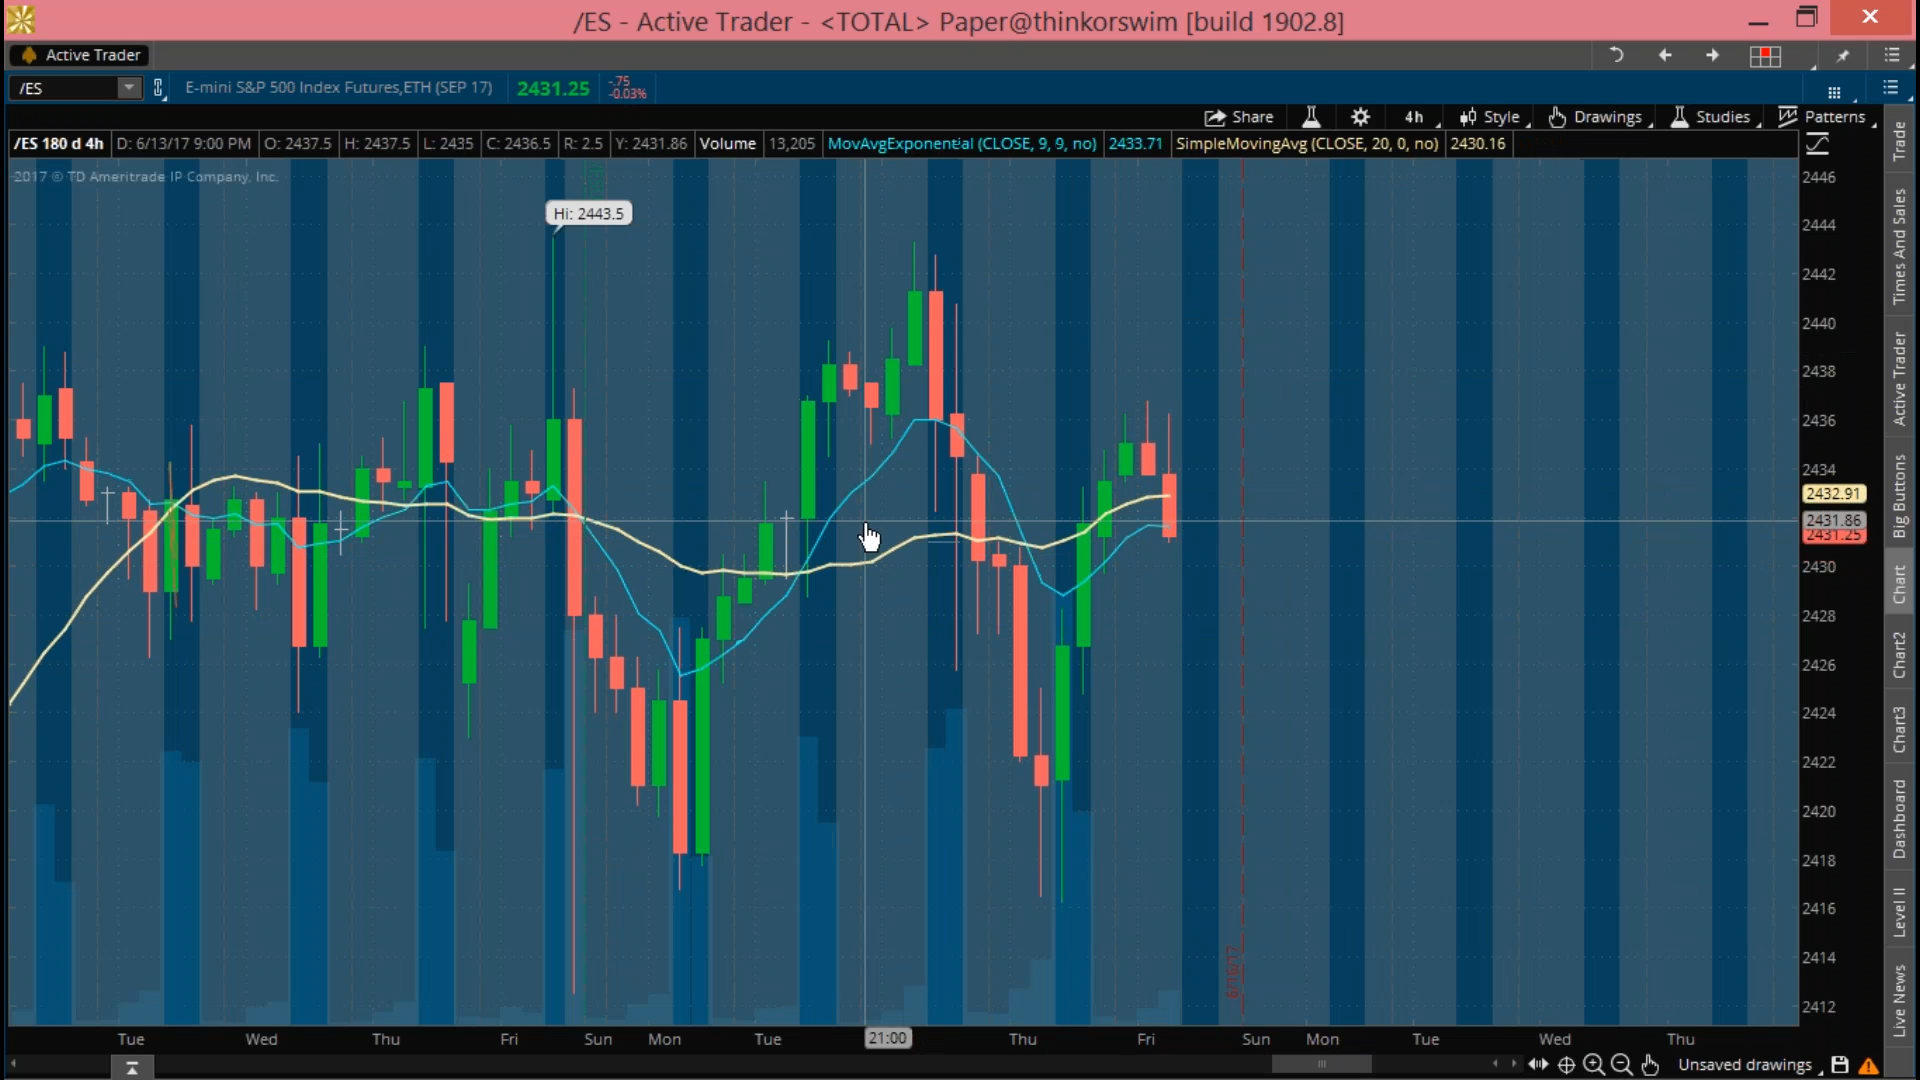 /ES - Active Trader - <TOTAL> Paper@thinkorswim [build 1902.8]
Active Trader
/ES E-mini S&P 500 Index Futures,ETH (SEP 17) 2431.25 -.75 -0.03%
Share 4h Style Drawings Studies Patterns
/ES 180 d 4h D: 6/13/17 9:00 PM O: 2437.5 H: 2437.5 L: 2435 C: 2436.5 R: 2.5 Y: 2431.86 Volume 13,205 MovAvgExponential (CLOSE, 9, 9, no) 2433.71 SimpleMovingAvg (CLOSE, 20, 0, no) 2430.16
2017 © TD Ameritrade IP Company, Inc.
Hi: 2443.5
2446
2444
2442
2440
2438
2436
2434
2432.91
2431.86
2431.25
2430
2428
2426
2424
2422
2420
2418
2416
2414
2412
Trade
Times And Sales
Active Trader
Big Buttons
Chart
Chart2
Chart3
Dashboard
Level II
Live News
Tue Wed Thu Fri Sun Mon Tue 21:00 Thu Fri Sun Mon Tue Wed Thu
Unsaved drawings